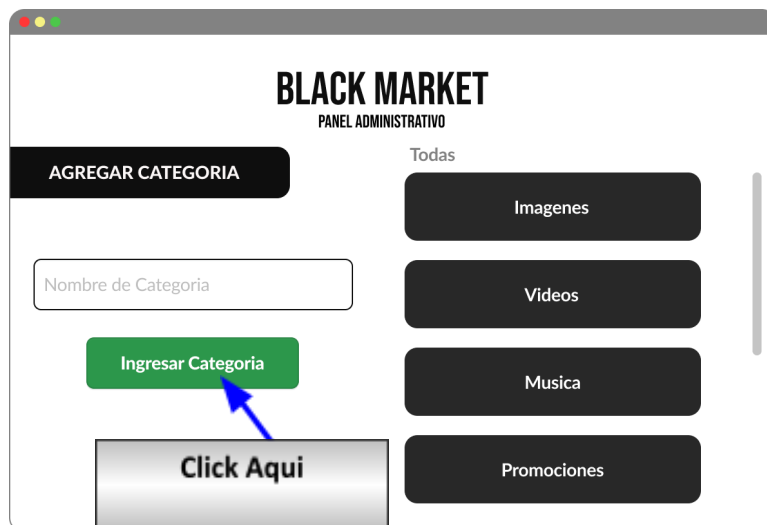 BLACK MARKET
PANEL ADMINISTRATIVO
AGREGAR CATEGORIA
Nombre de Categoria
Ingresar Categoria
Click Aqui
Todas
Imagenes
Videos
Musica
Promociones